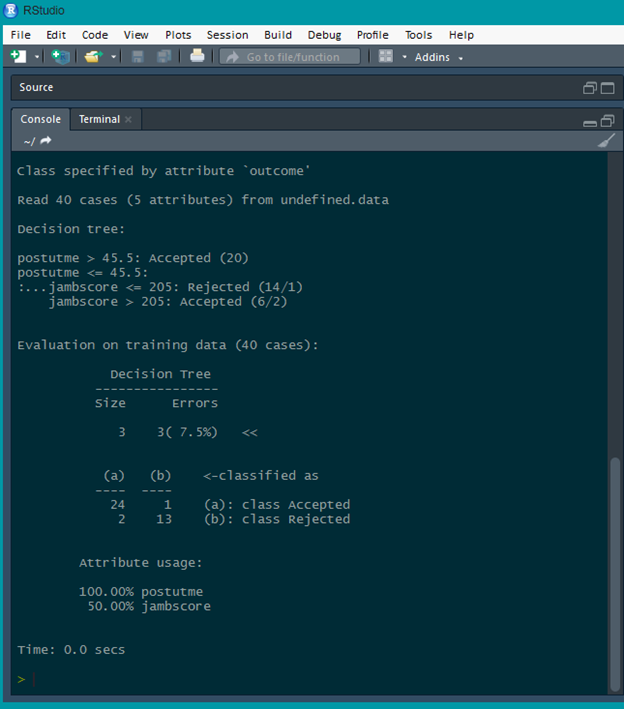 RStudio
File Edit Code View Plots Session Build Debug Profile Tools Help
Go to file/function Addins
Source
Console Terminal
~/
Class specified by attribute `outcome'
Read 40 cases (5 attributes) from undefined.data
Decision tree:
postutme > 45.5: Accepted (20)
postutme <= 45.5:
:...jambscore <= 205: Rejected (14/1)
    jambscore > 205: Accepted (6/2)
Evaluation on training data (40 cases):
Decision Tree
----------------
Size Errors
3 3( 7.5%) <<
(a) (b) <-classified as
---- ----
24 1 (a): class Accepted
2 13 (b): class Rejected
Attribute usage:
100.00% postutme
50.00% jambscore
Time: 0.0 secs
>